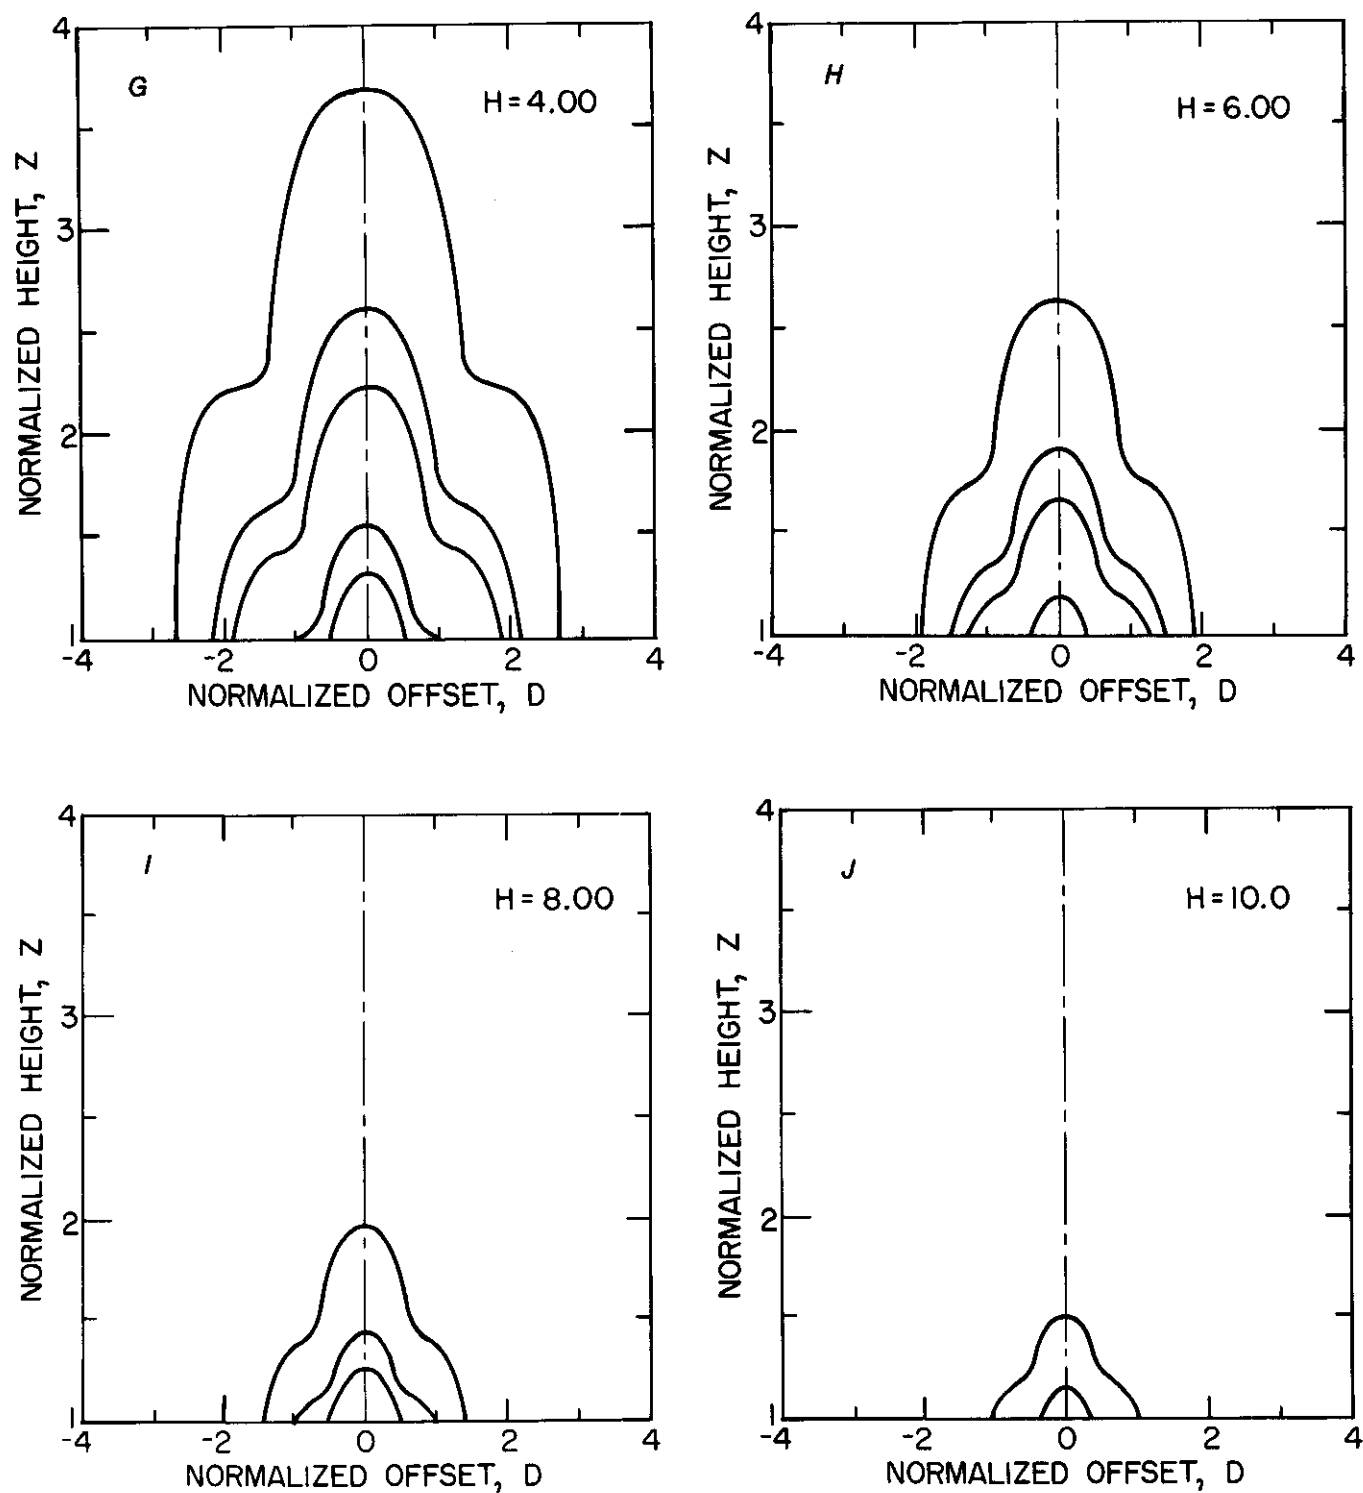 4
G
H=4.00
3
2
1
NORMALIZED HEIGHT, Z
-4 -2 0 2 4
NORMALIZED OFFSET, D
4
H
H=6.00
3
2
1
NORMALIZED HEIGHT, Z
-4 -2 0 2 4
NORMALIZED OFFSET, D
4
I
H=8.00
3
2
1
NORMALIZED HEIGHT, Z
-4 -2 0 2 4
NORMALIZED OFFSET, D
4
J
H=10.0
3
2
1
NORMALIZED HEIGHT, Z
-4 -2 0 2 4
NORMALIZED OFFSET, D